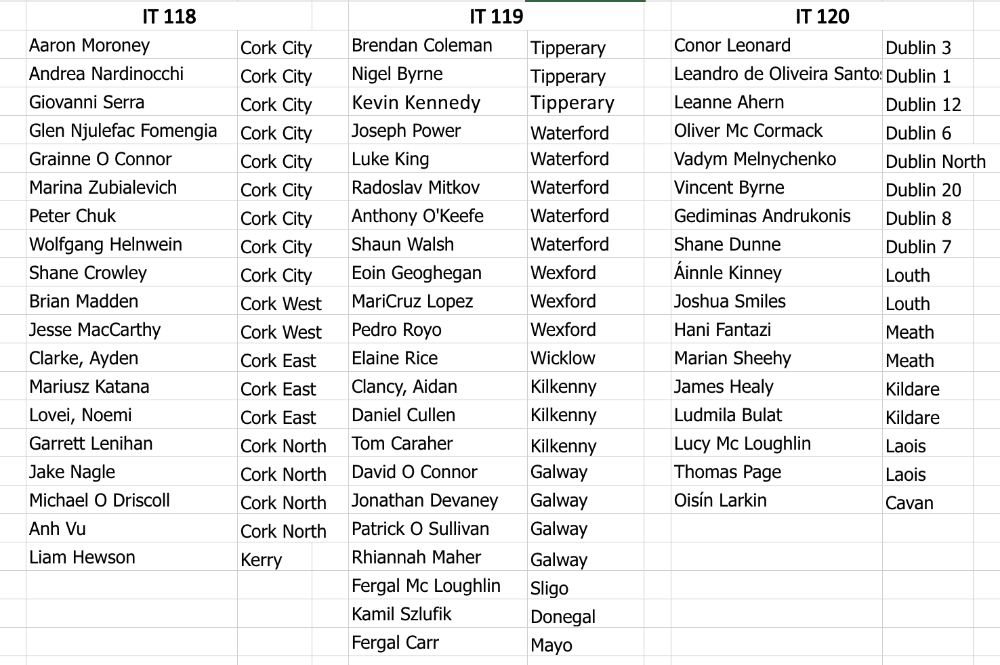 IT 118 IT 119 IT 120
Aaron Moroney Cork City Brendan Coleman Tipperary Conor Leonard Dublin 3
Andrea Nardinocchi Cork City Nigel Byrne Tipperary Leandro de Oliveira Santos Dublin 1
Giovanni Serra Cork City Kevin Kennedy Tipperary Leanne Ahern Dublin 12
Glen Njulefac Fomengia Cork City Joseph Power Waterford Oliver Mc Cormack Dublin 6
Grainne O Connor Cork City Luke King Waterford Vadym Melnychenko Dublin North
Marina Zubialevich Cork City Radoslav Mitkov Waterford Vincent Byrne Dublin 20
Peter Chuk Cork City Anthony O'Keefe Waterford Gediminas Andrukonis Dublin 8
Wolfgang Helnwein Cork City Shaun Walsh Waterford Shane Dunne Dublin 7
Shane Crowley Cork City Eoin Geoghegan Wexford Áinnle Kinney Louth
Brian Madden Cork West MariCruz Lopez Wexford Joshua Smiles Louth
Jesse MacCarthy Cork West Pedro Royo Wexford Hani Fantazi Meath
Clarke, Ayden Cork East Elaine Rice Wicklow Marian Sheehy Meath
Mariusz Katana Cork East Clancy, Aidan Kilkenny James Healy Kildare
Lovei, Noemi Cork East Daniel Cullen Kilkenny Ludmila Bulat Kildare
Garrett Lenihan Cork North Tom Caraher Kilkenny Lucy Mc Loughlin Laois
Jake Nagle Cork North David O Connor Galway Thomas Page Laois
Michael O Driscoll Cork North Jonathan Devaney Galway Oisín Larkin Cavan
Anh Vu Cork North Patrick O Sullivan Galway
Liam Hewson Kerry Rhiannah Maher Galway
Fergal Mc Loughlin Sligo
Kamil Szlufik Donegal
Fergal Carr Mayo